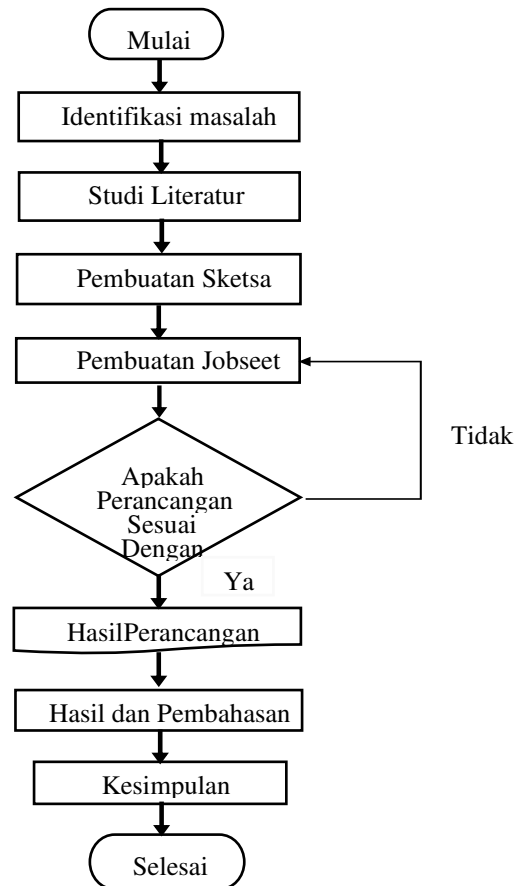 Mulai
Identifikasi masalah
Studi Literatur
Pembuatan Sketsa
Pembuatan Jobseet
Tidak
Apakah
Perancangan
Sesuai
Dengan
Ya
HasilPerancangan
Hasil dan Pembahasan
Kesimpulan
Selesai